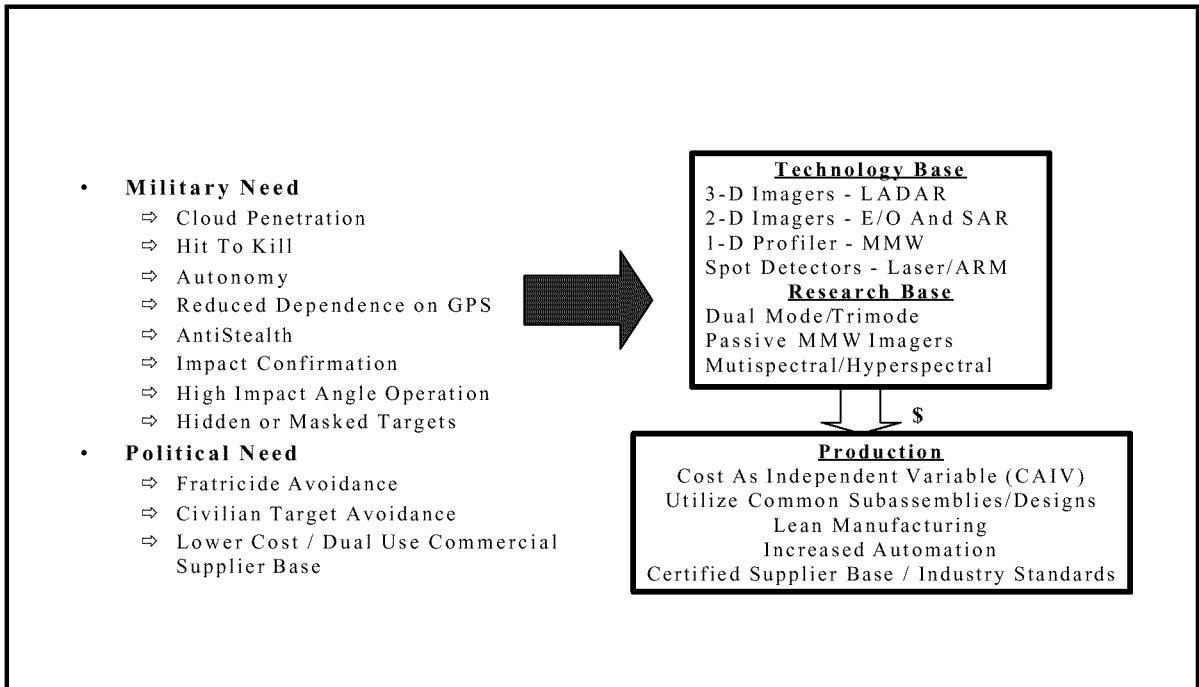 • Military Need
⇨ Cloud Penetration
⇨ Hit To Kill
⇨ Autonomy
⇨ Reduced Dependence on GPS
⇨ AntiStealth
⇨ Impact Confirmation
⇨ High Impact Angle Operation
⇨ Hidden or Masked Targets
• Political Need
⇨ Fratricide Avoidance
⇨ Civilian Target Avoidance
⇨ Lower Cost / Dual Use Commercial
Supplier Base
Technology Base
3-D Imagers - LADAR
2-D Imagers - E/O And SAR
1-D Profiler - MMW
Spot Detectors - Laser/ARM
Research Base
Dual Mode/Trimode
Passive MMW Imagers
Mutispectral/Hyperspectral
$
Production
Cost As Independent Variable (CAIV)
Utilize Common Subassemblies/Designs
Lean Manufacturing
Increased Automation
Certified Supplier Base / Industry Standards